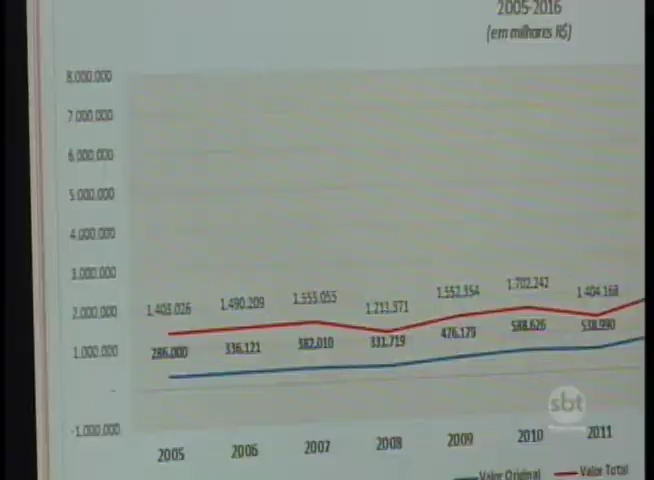 2005-2016
(em milhares R$)
8.000.000
7.000.000
6.000.000
5.000.000
4.000.000
3.000.000
2.000.000
1.000.000
-
-1.000.000
1.403.026 1.490.209 1.555.055 1.213.371 1.552.354 1.702.242 1.404.168
286.000 336.121 382.010 331.719 476.179 588.626 538.990
2005 2006 2007 2008 2009 2010 2011
Valor Original Valor Total
sbt